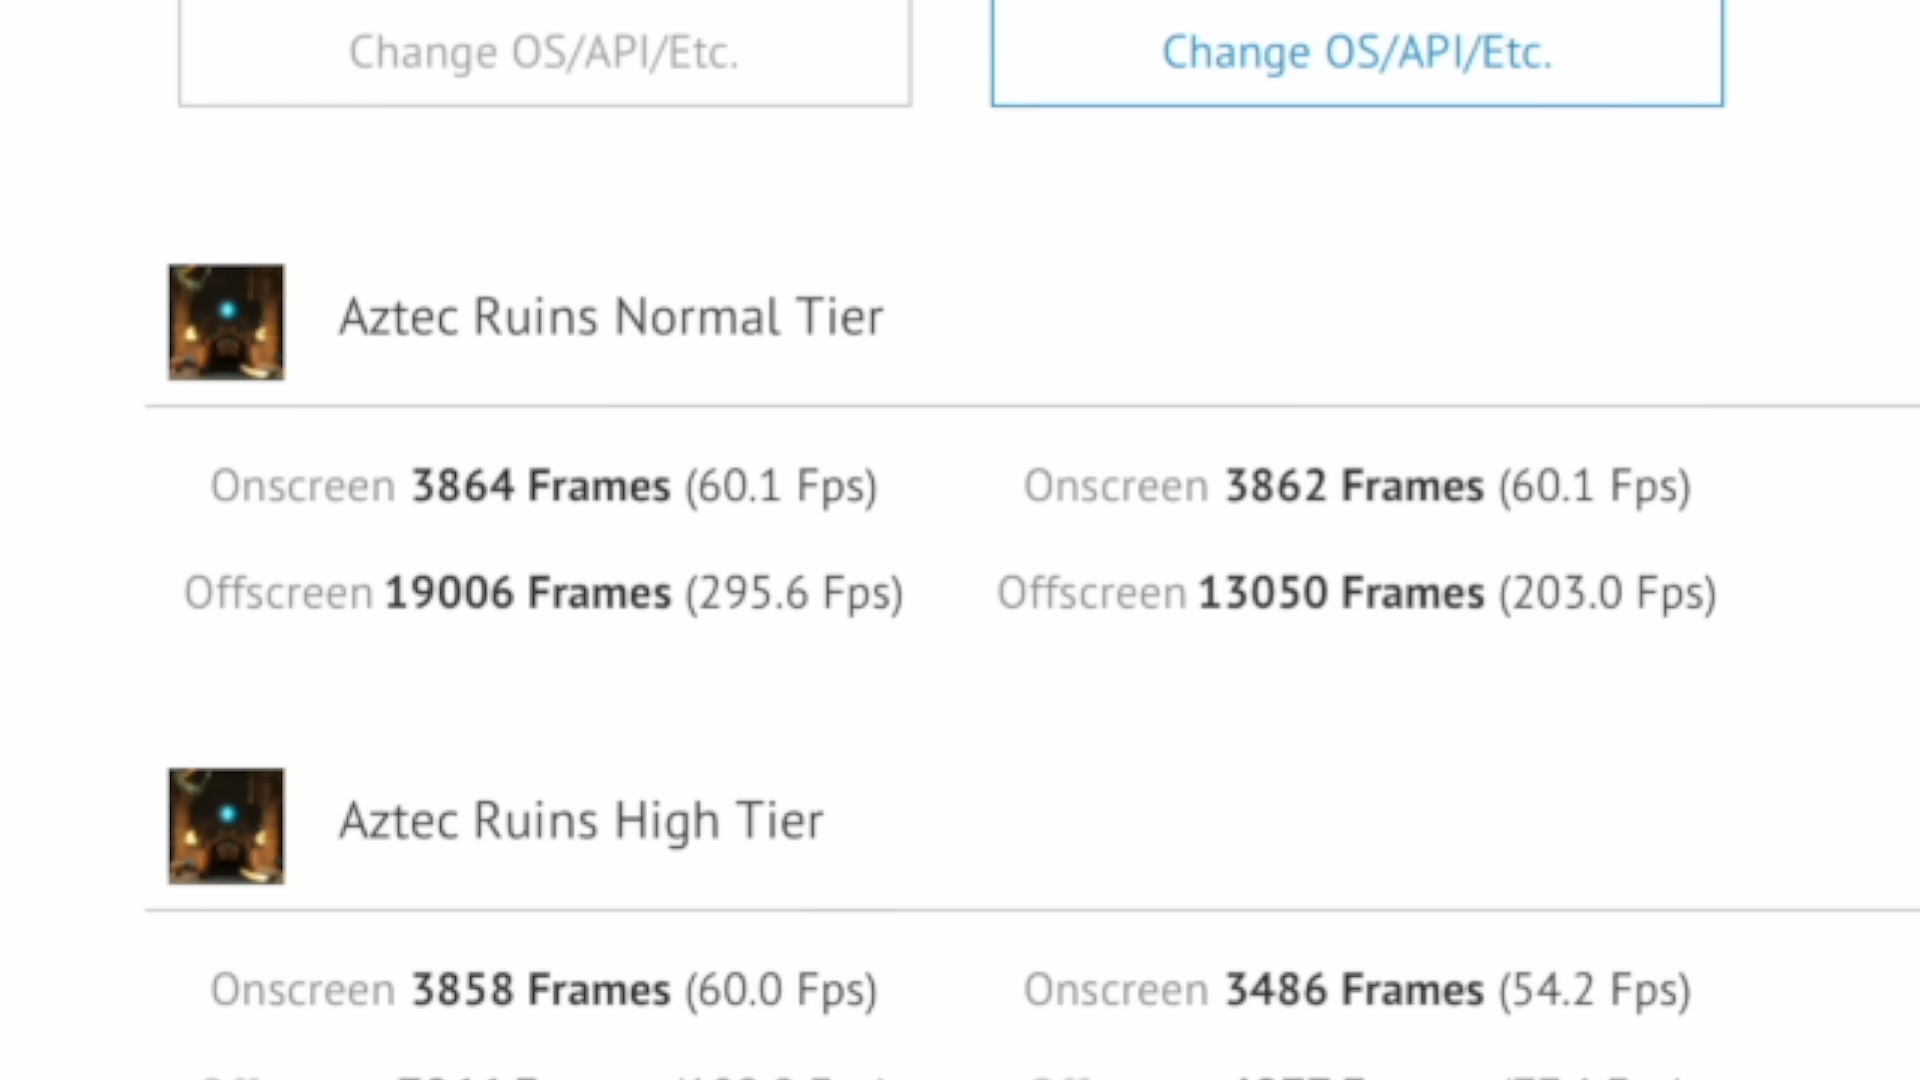 Change OS/API/Etc. Change OS/API/Etc.
Aztec Ruins Normal Tier
Onscreen 3864 Frames (60.1 Fps) Onscreen 3862 Frames (60.1 Fps)
Offscreen 19006 Frames (295.6 Fps) Offscreen 13050 Frames (203.0 Fps)
Aztec Ruins High Tier
Onscreen 3858 Frames (60.0 Fps) Onscreen 3486 Frames (54.2 Fps)